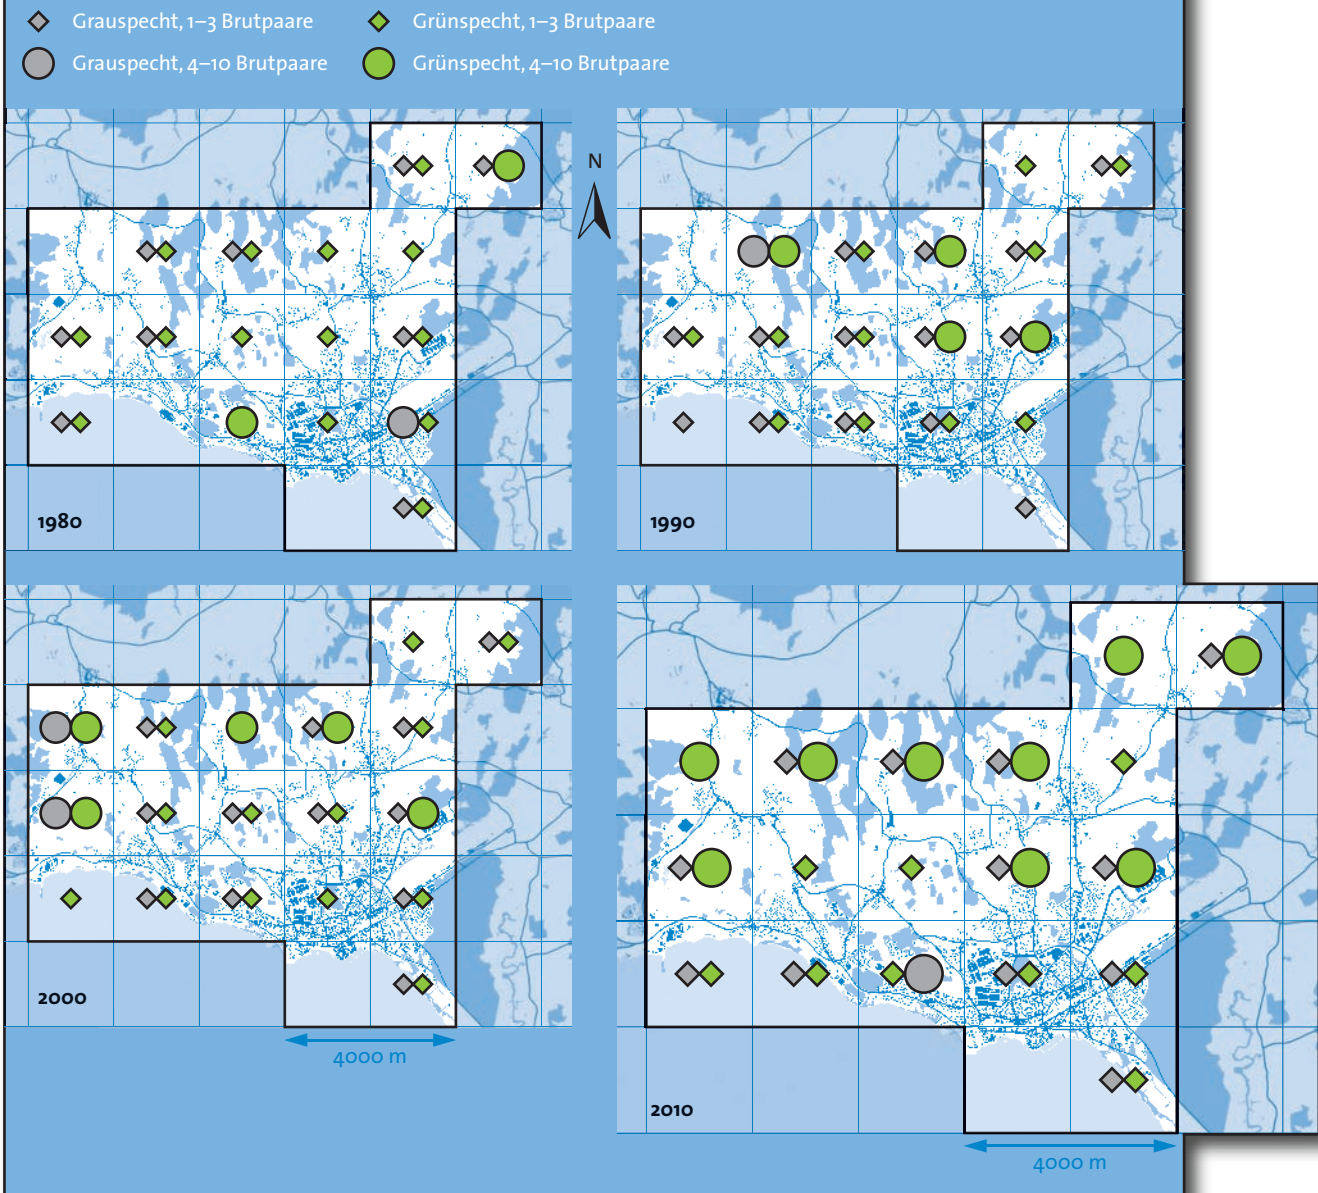 Grauspecht, 1–3 Brutpaare
Grünspecht, 1–3 Brutpaare
Grauspecht, 4–10 Brutpaare
Grünspecht, 4–10 Brutpaare
N
1980
1990
2000
4000 m
2010
4000 m